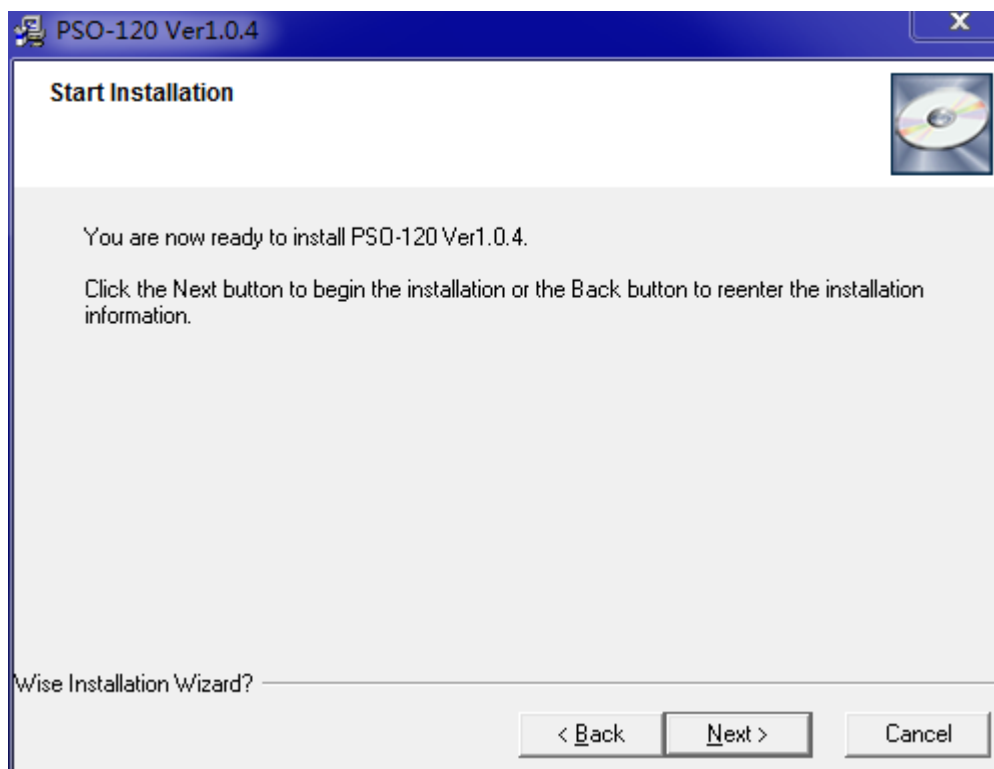 PSO-120 Ver1.0.4
X
Start Installation
You are now ready to install PSO-120 Ver1.0.4.
Click the Next button to begin the installation or the Back button to reenter the installation
information.
Wise Installation Wizard?
< Back
Next >
Cancel